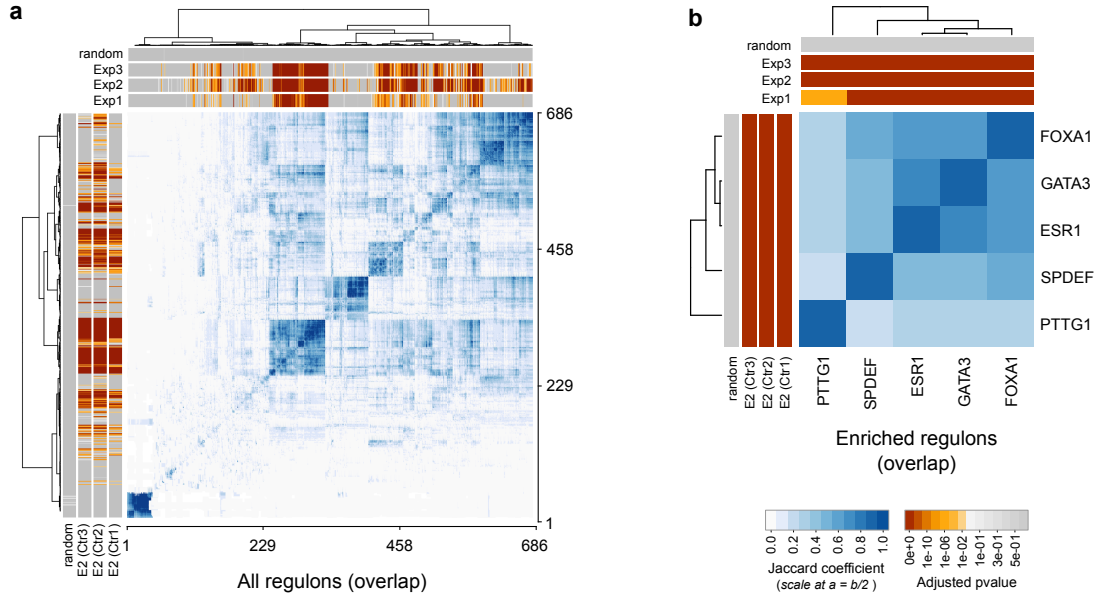 a
random
Exp3
Exp2
Exp1
686
458
229
1
random
E2 (Ctr3)
E2 (Ctr2)
E2 (Ctr1)
1
229
458
686
All regulons (overlap)
b
random
Exp3
Exp2
Exp1
FOXA1
GATA3
ESR1
SPDEF
PTTG1
random
E2 (Ctr3)
E2 (Ctr2)
E2 (Ctr1)
PTTG1
SPDEF
ESR1
GATA3
FOXA1
Enriched regulons
(overlap)
0.0
0.2
0.4
0.6
0.8
1.0
Jaccard coefficient
(scale at a = b/2 )
0e+0
1e-10
1e-06
1e-02
1e-01
3e-01
5e-01
Adjusted pvalue